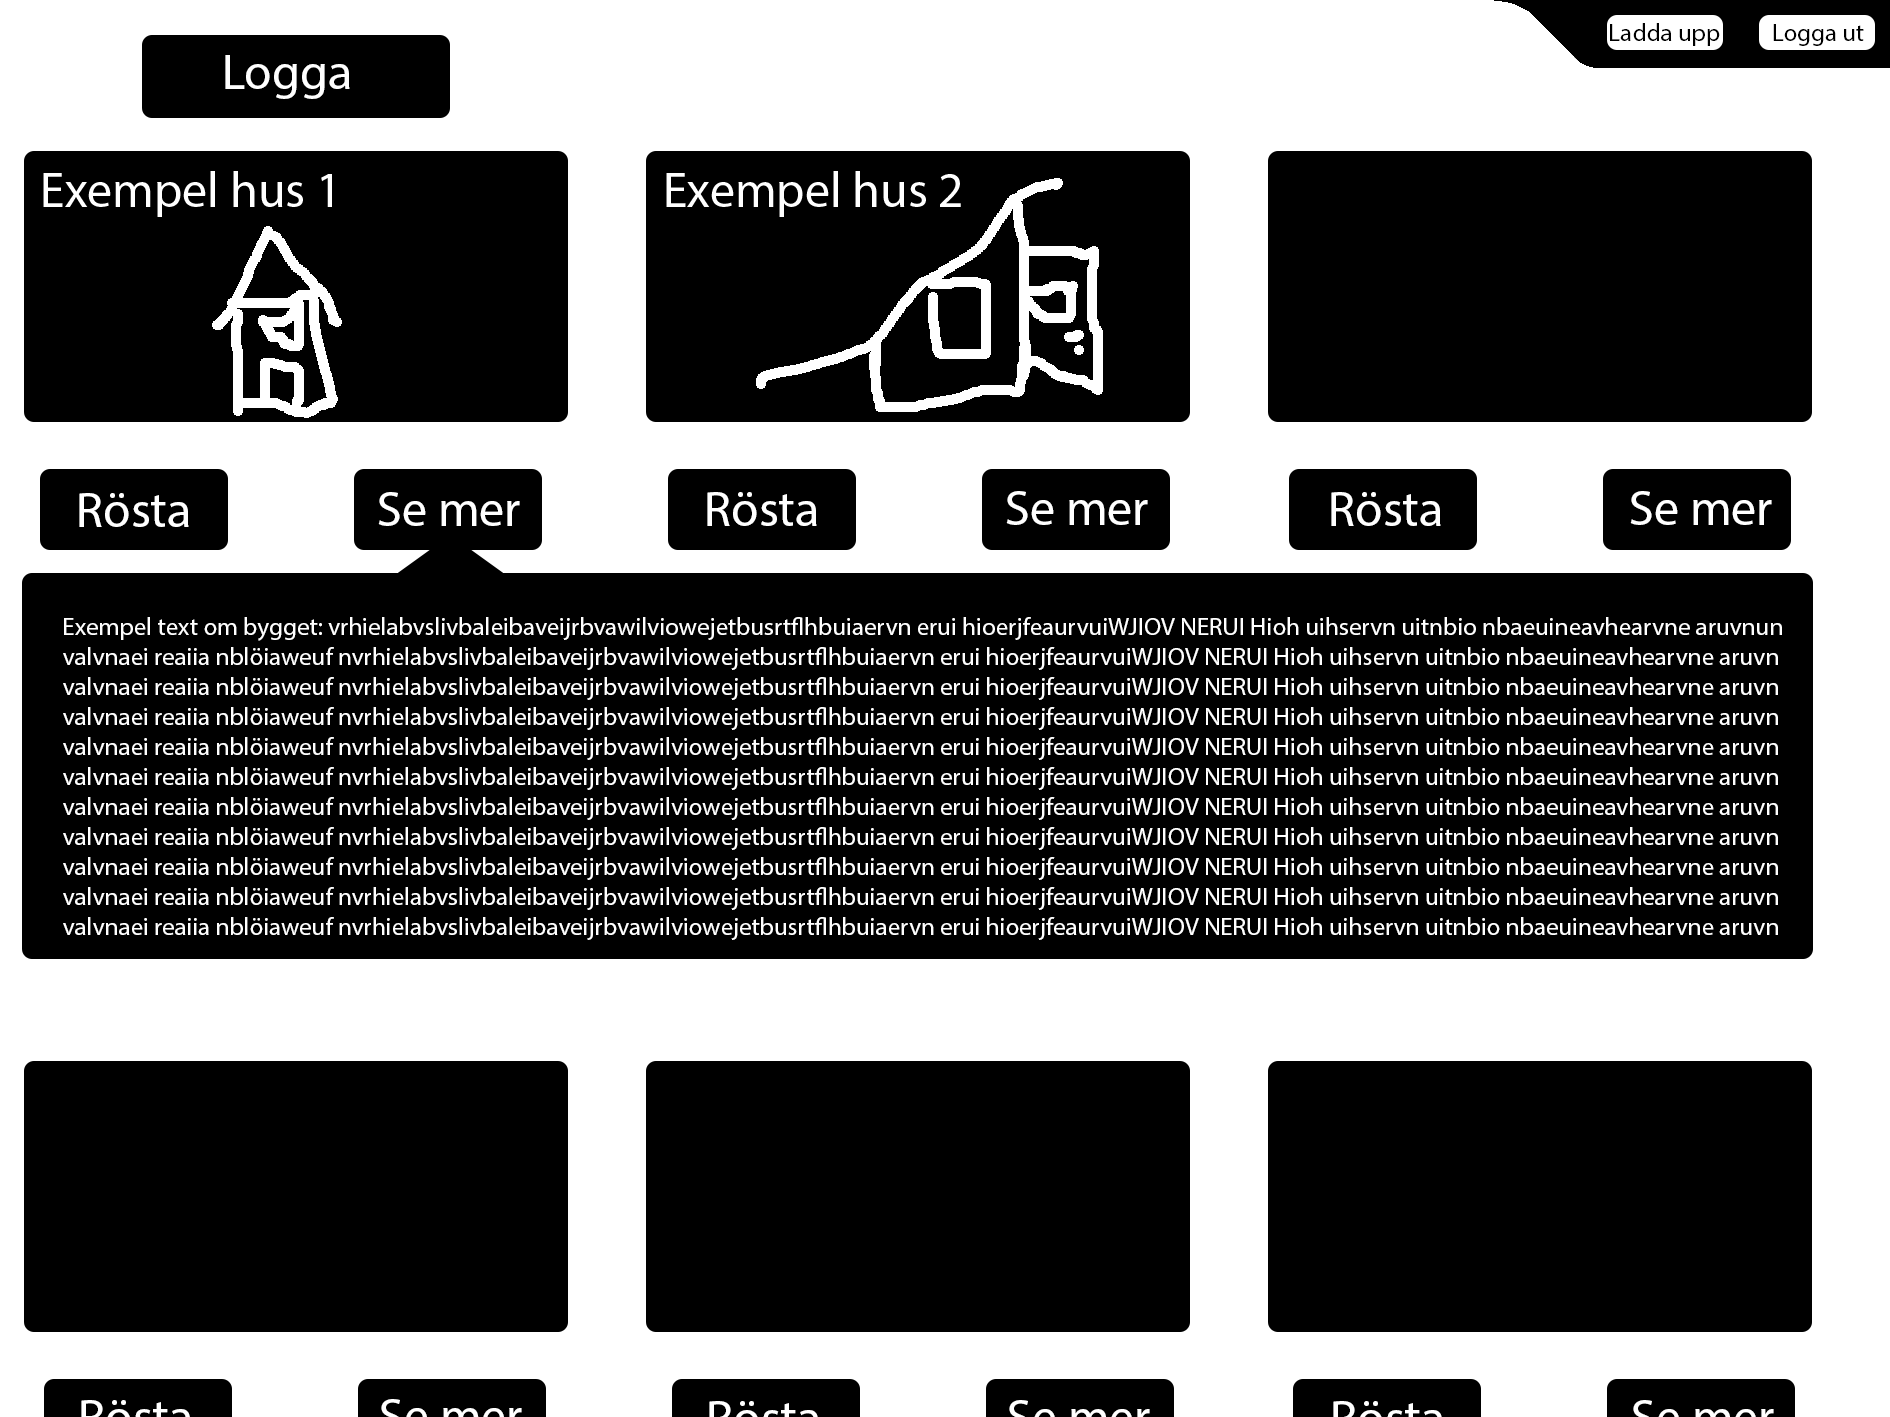 Ladda upp Logga ut
Logga
Exempel hus 1
Exempel hus 2
Rösta Se mer Rösta Se mer Rösta Se mer
Exempel text om bygget: vrhielabvslivbaleibaveijrbvawilviowejetbusrtflhbuiaervn erui hioerjfeaurvuiWJIOV NERUI Hioh uihservn uitnbio nbaeuineavhearvne aruvnun
valvnaei reaiia nblöiaweuf nvrhielabvslivbaleibaveijrbvawilviowejetbusrtflhbuiaervn erui hioerjfeaurvuiWJIOV NERUI Hioh uihservn uitnbio nbaeuineavhearvne aruvn
valvnaei reaiia nblöiaweuf nvrhielabvslivbaleibaveijrbvawilviowejetbusrtflhbuiaervn erui hioerjfeaurvuiWJIOV NERUI Hioh uihservn uitnbio nbaeuineavhearvne aruvn
valvnaei reaiia nblöiaweuf nvrhielabvslivbaleibaveijrbvawilviowejetbusrtflhbuiaervn erui hioerjfeaurvuiWJIOV NERUI Hioh uihservn uitnbio nbaeuineavhearvne aruvn
valvnaei reaiia nblöiaweuf nvrhielabvslivbaleibaveijrbvawilviowejetbusrtflhbuiaervn erui hioerjfeaurvuiWJIOV NERUI Hioh uihservn uitnbio nbaeuineavhearvne aruvn
valvnaei reaiia nblöiaweuf nvrhielabvslivbaleibaveijrbvawilviowejetbusrtflhbuiaervn erui hioerjfeaurvuiWJIOV NERUI Hioh uihservn uitnbio nbaeuineavhearvne aruvn
valvnaei reaiia nblöiaweuf nvrhielabvslivbaleibaveijrbvawilviowejetbusrtflhbuiaervn erui hioerjfeaurvuiWJIOV NERUI Hioh uihservn uitnbio nbaeuineavhearvne aruvn
valvnaei reaiia nblöiaweuf nvrhielabvslivbaleibaveijrbvawilviowejetbusrtflhbuiaervn erui hioerjfeaurvuiWJIOV NERUI Hioh uihservn uitnbio nbaeuineavhearvne aruvn
valvnaei reaiia nblöiaweuf nvrhielabvslivbaleibaveijrbvawilviowejetbusrtflhbuiaervn erui hioerjfeaurvuiWJIOV NERUI Hioh uihservn uitnbio nbaeuineavhearvne aruvn
valvnaei reaiia nblöiaweuf nvrhielabvslivbaleibaveijrbvawilviowejetbusrtflhbuiaervn erui hioerjfeaurvuiWJIOV NERUI Hioh uihservn uitnbio nbaeuineavhearvne aruvn
valvnaei reaiia nblöiaweuf nvrhielabvslivbaleibaveijrbvawilviowejetbusrtflhbuiaervn erui hioerjfeaurvuiWJIOV NERUI Hioh uihservn uitnbio nbaeuineavhearvne aruvn
Rösta Se mer Rösta Se mer Rösta Se mer